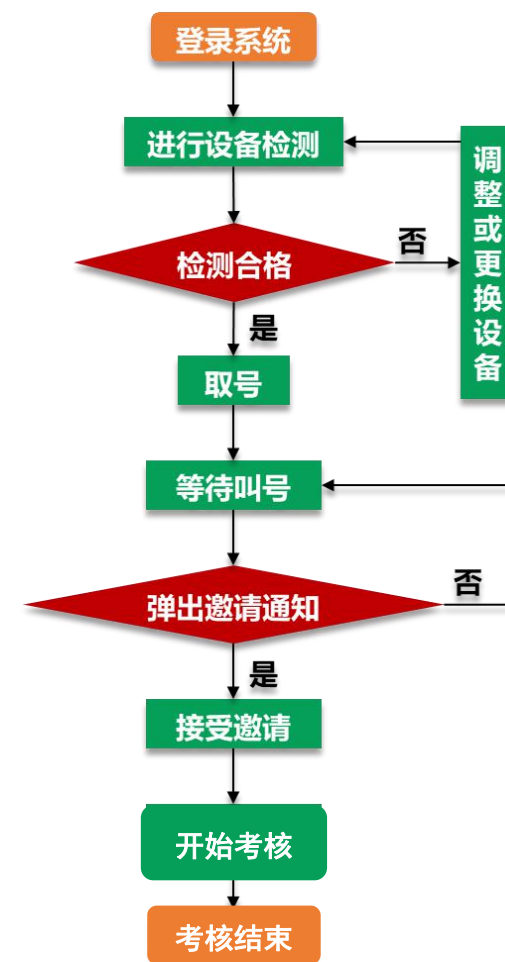 登录系统
进行设备检测
检测合格
否
调整或更换设备
是
取号
等待叫号
弹出邀请通知
否
是
接受邀请
开始考核
考核结束